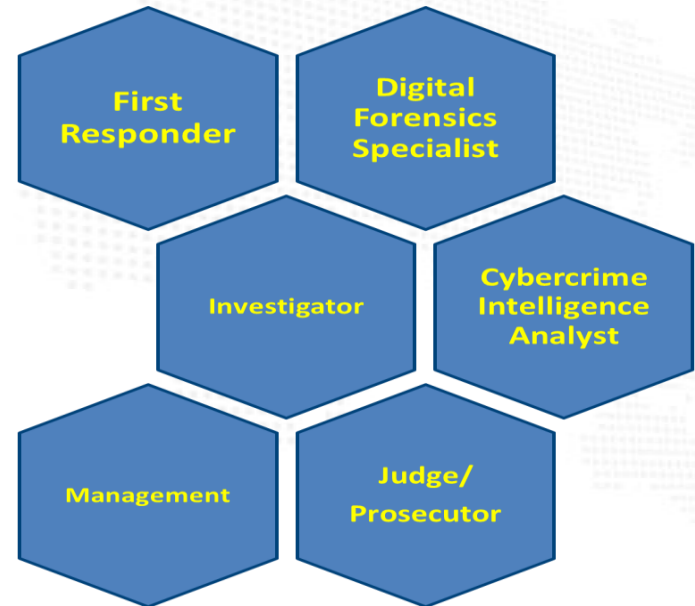 First
Responder
Digital
Forensics
Specialist
Investigator
Cybercrime
Intelligence
Analyst
Management
Judge/
Prosecutor